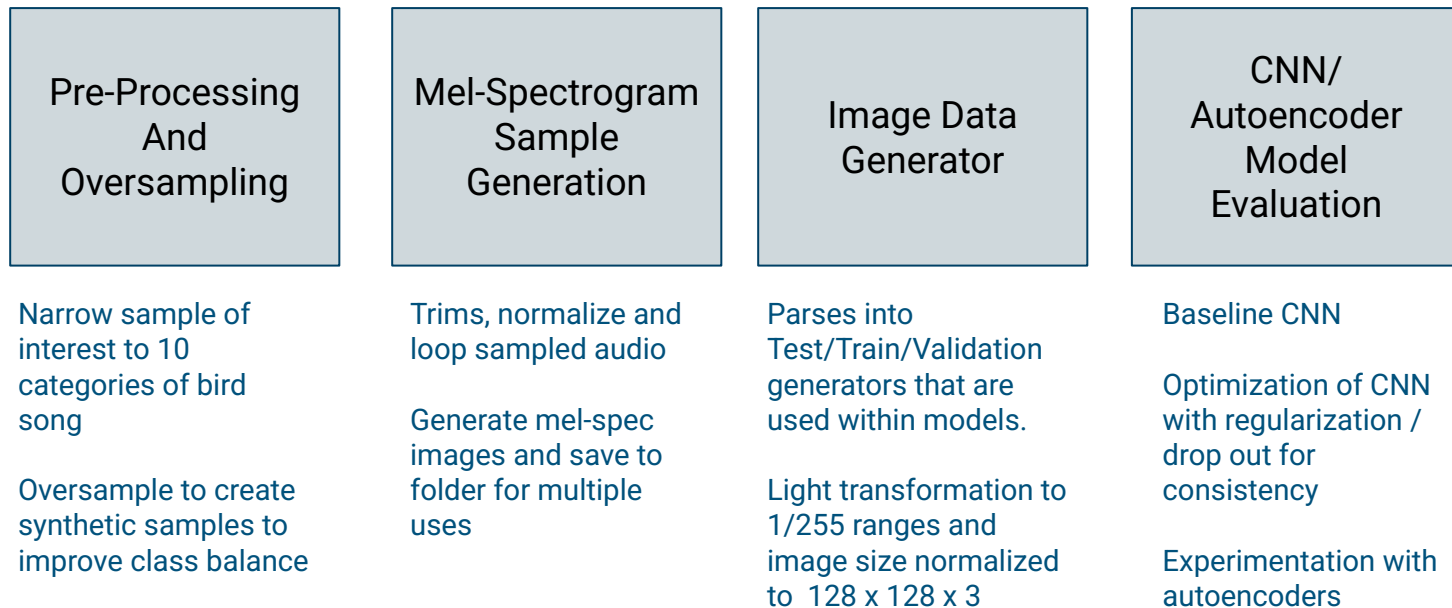 Pre-Processing
And
Oversampling
Mel-Spectrogram
Sample
Generation
Image Data
Generator
CNN/
Autoencoder
Model
Evaluation
Narrow sample of
interest to 10
categories of bird
song
Oversample to create
synthetic samples to
improve class balance
Trims, normalize and
loop sampled audio
Generate mel-spec
images and save to
folder for multiple
uses
Parses into
Test/Train/Validation
generators that are
used within models.
Light transformation to
1/255 ranges and
image size normalized
to 128 x 128 x 3
Baseline CNN
Optimization of CNN
with regularization /
drop out for
consistency
Experimentation with
autoencoders